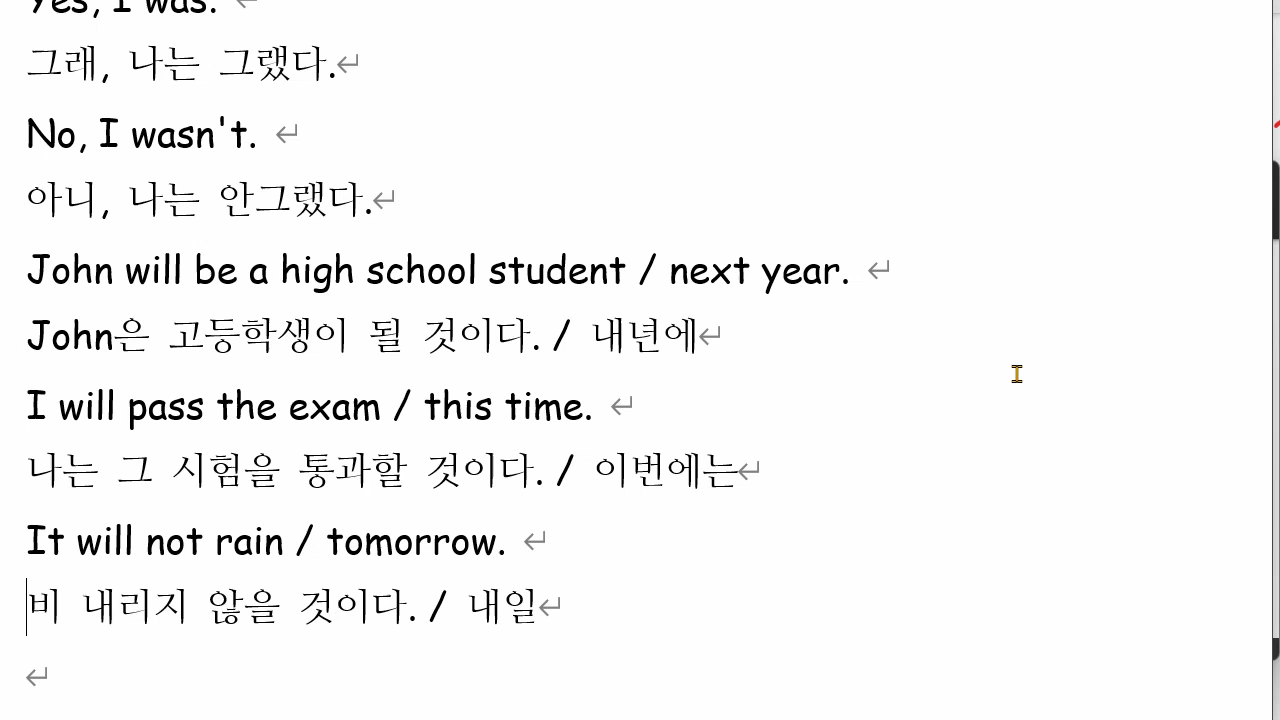 Yes, I was.
그래, 나는 그랬다.
No, I wasn't.
아니, 나는 안그랬다.
John will be a high school student / next year.
John은 고등학생이 될 것이다. / 내년에
I will pass the exam / this time.
나는 그 시험을 통과할 것이다. / 이번에는
It will not rain / tomorrow.
비 내리지 않을 것이다. / 내일